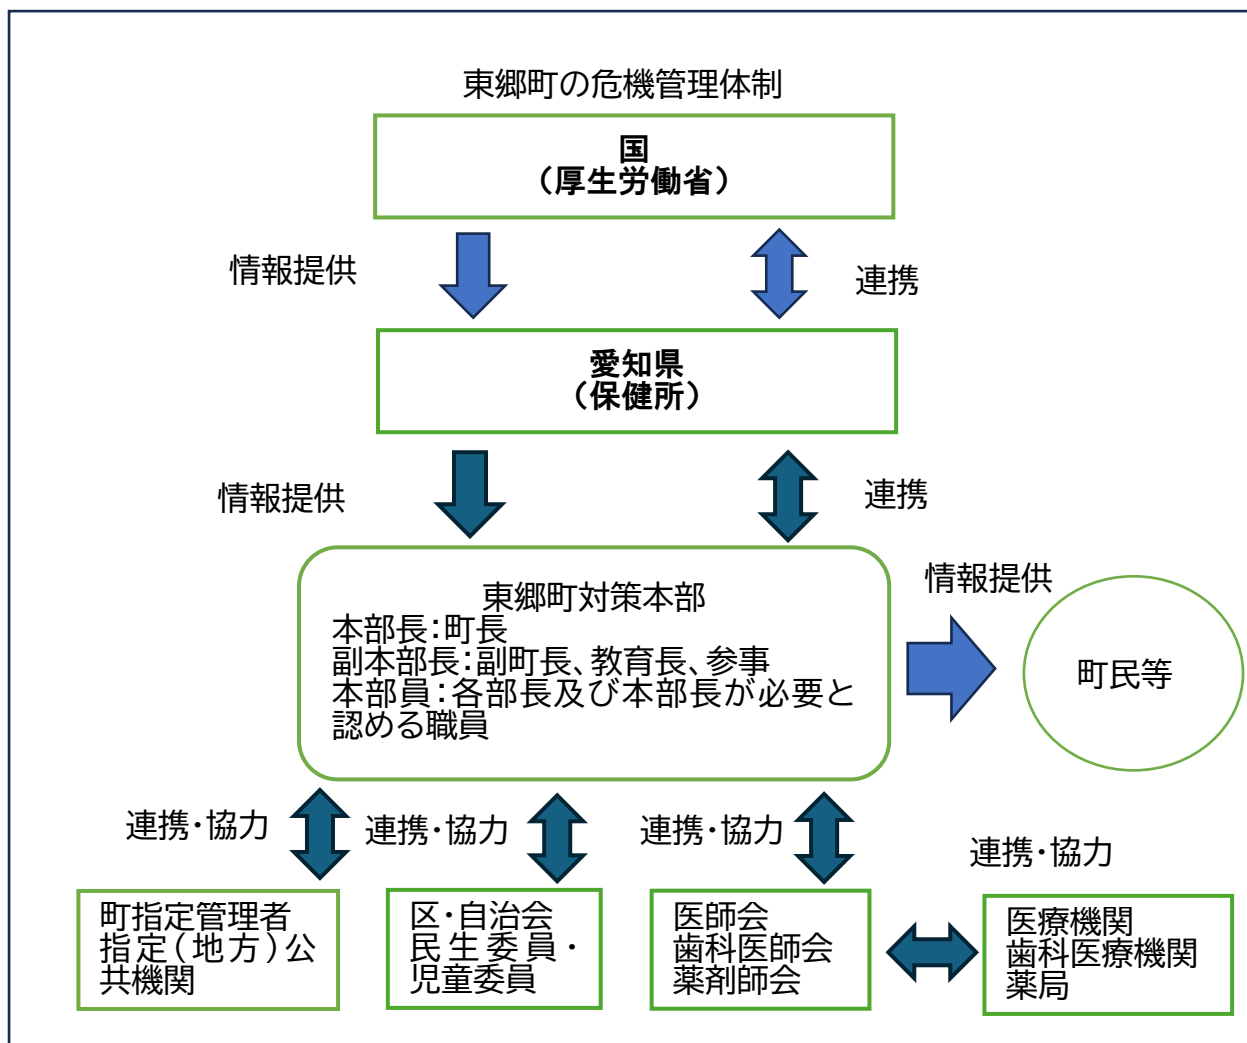 東郷町の危機管理体制
国
（厚生労働省）
情報提供
連携
愛知県
（保健所）
情報提供
連携
東郷町対策本部
本部長：町長
副本部長：副町長、教育長、参事
本部員：各部長及び本部長が必要と
認める職員
情報提供
町民等
連携・協力
連携・協力
連携・協力
連携・協力
町指定管理者
指定（地方）公
共機関
区・自治会
民生委員・
児童委員
医師会
歯科医師会
薬剤師会
医療機関
歯科医療機関
薬局